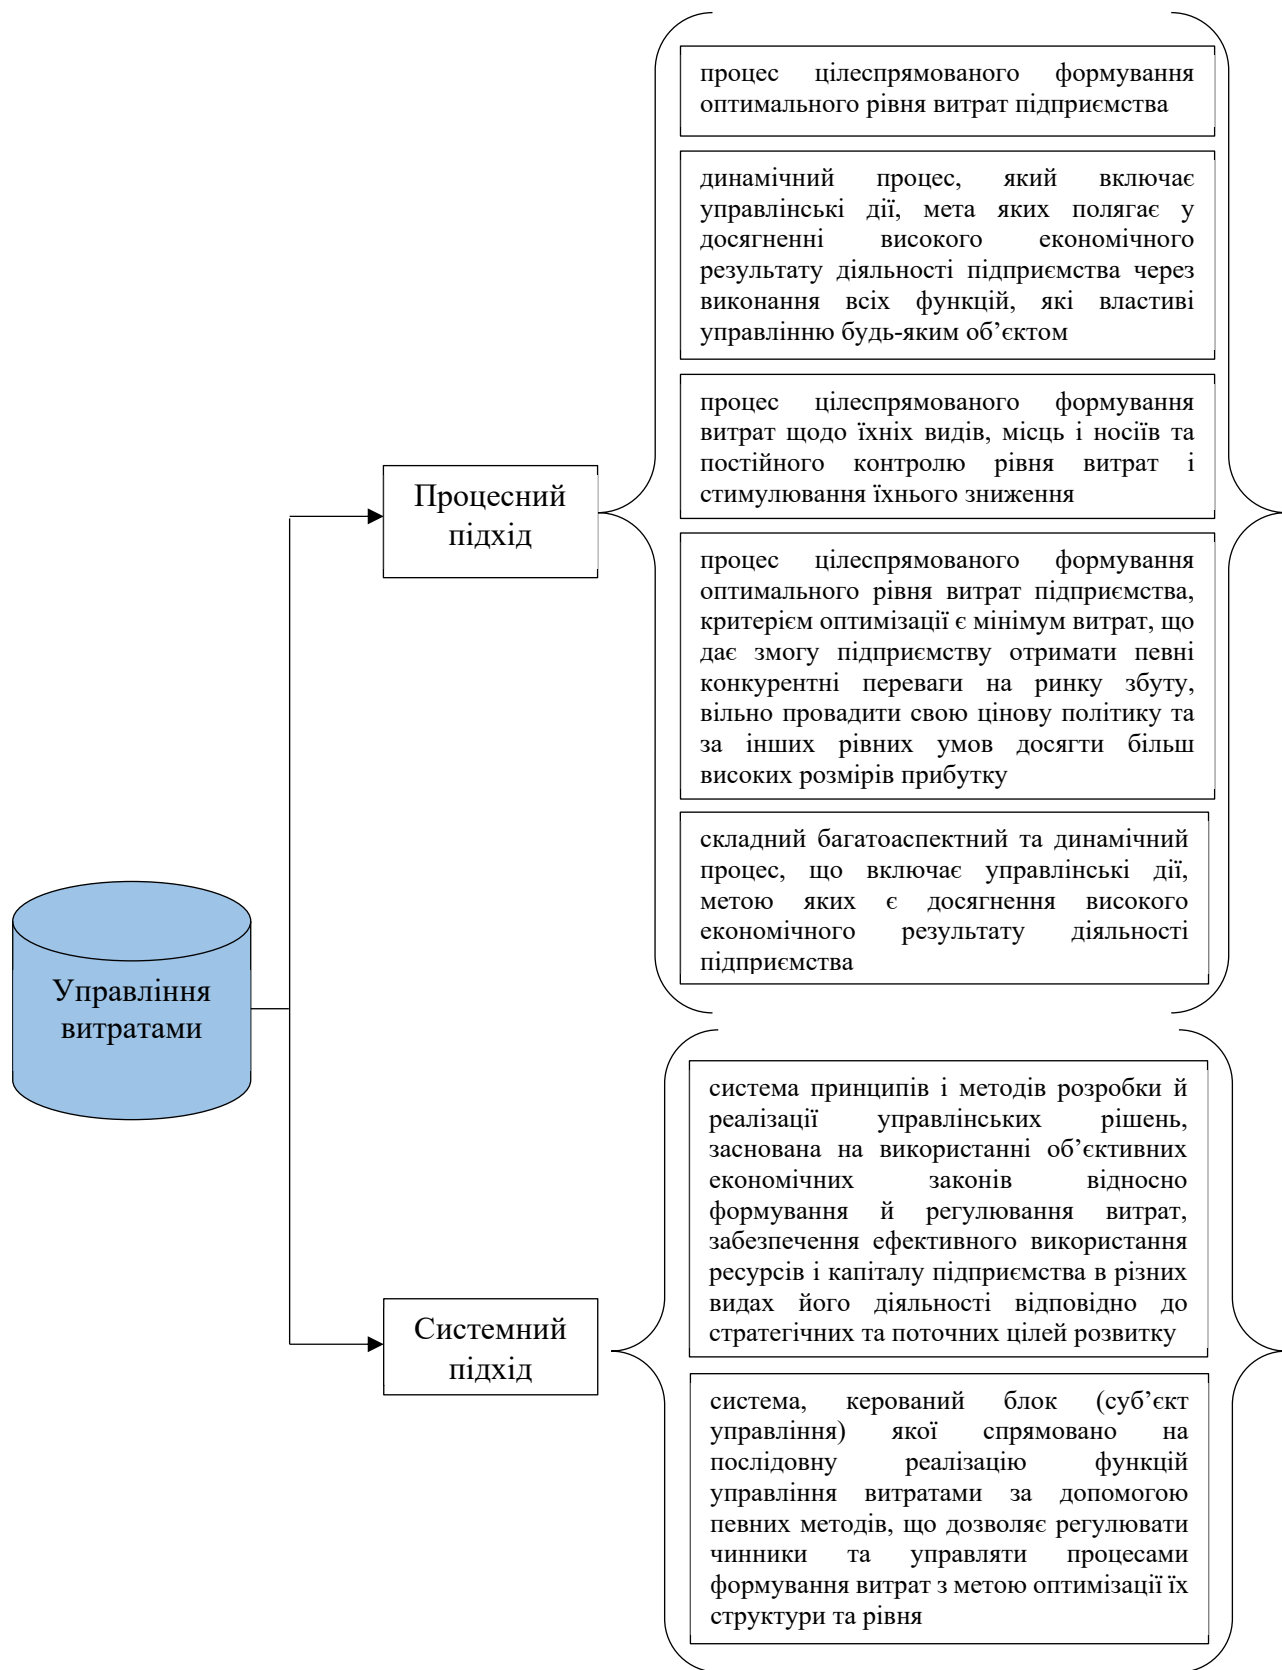 процес цілеспрямованого формування
оптимального рівня витрат підприємства
динамічний процес, який включає
управлінські дії, мета яких полягає у
досягненні високого економічного
результату діяльності підприємства через
виконання всіх функцій, які властиві
управлінню будь-яким об’єктом
процес цілеспрямованого формування
витрат щодо їхніх видів, місць і носіїв та
постійного контролю рівня витрат і
стимулювання їхнього зниження
Процесний
підхід
процес цілеспрямованого формування
оптимального рівня витрат підприємства,
критерієм оптимізації є мінімум витрат, що
дає змогу підприємству отримати певні
конкурентні переваги на ринку збуту,
вільно провадити свою цінову політику та
за інших рівних умов досягти більш
високих розмірів прибутку
складний багатоаспектний та динамічний
процес, що включає управлінські дії,
метою яких є досягнення високого
економічного результату діяльності
підприємства
Управління
витратами
система принципів і методів розробки й
реалізації управлінських рішень,
заснована на використанні об’єктивних
економічних законів відносно
формування й регулювання витрат,
забезпечення ефективного використання
ресурсів і капіталу підприємства в різних
видах його діяльності відповідно до
стратегічних та поточних цілей розвитку
Системний
підхід
система, керований блок (суб’єкт
управління) якої спрямовано на
послідовну реалізацію функцій
управління витратами за допомогою
певних методів, що дозволяє регулювати
чинники та управляти процесами
формування витрат з метою оптимізації їх
структури та рівня